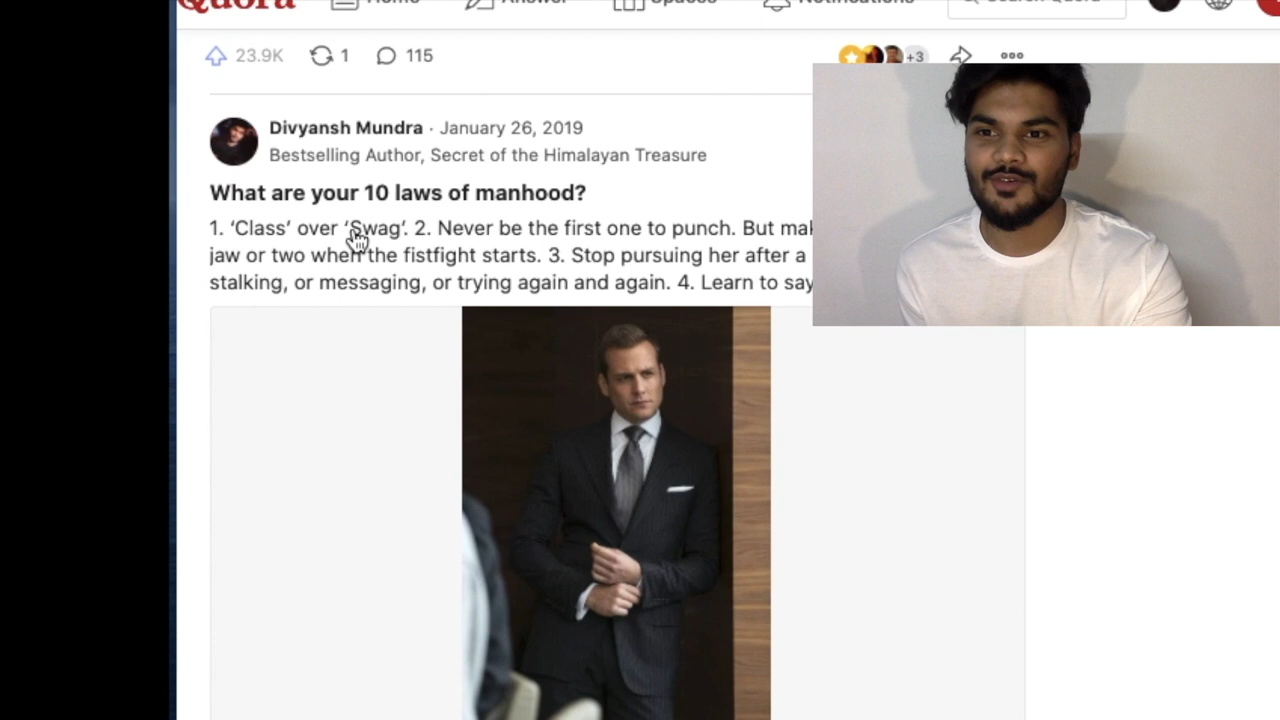 Quora Home Answer Spaces Notifications Search Quora
23.9K 1 115 +3
Divyansh Mundra · January 26, 2019
Bestselling Author, Secret of the Himalayan Treasure
What are your 10 laws of manhood?
1. ‘Class’ over ‘Swag’. 2. Never be the first one to punch. But
jaw or two when the fistfight starts. 3. Stop pursuing her after a
stalking, or messaging, or trying again and again. 4. Learn to say